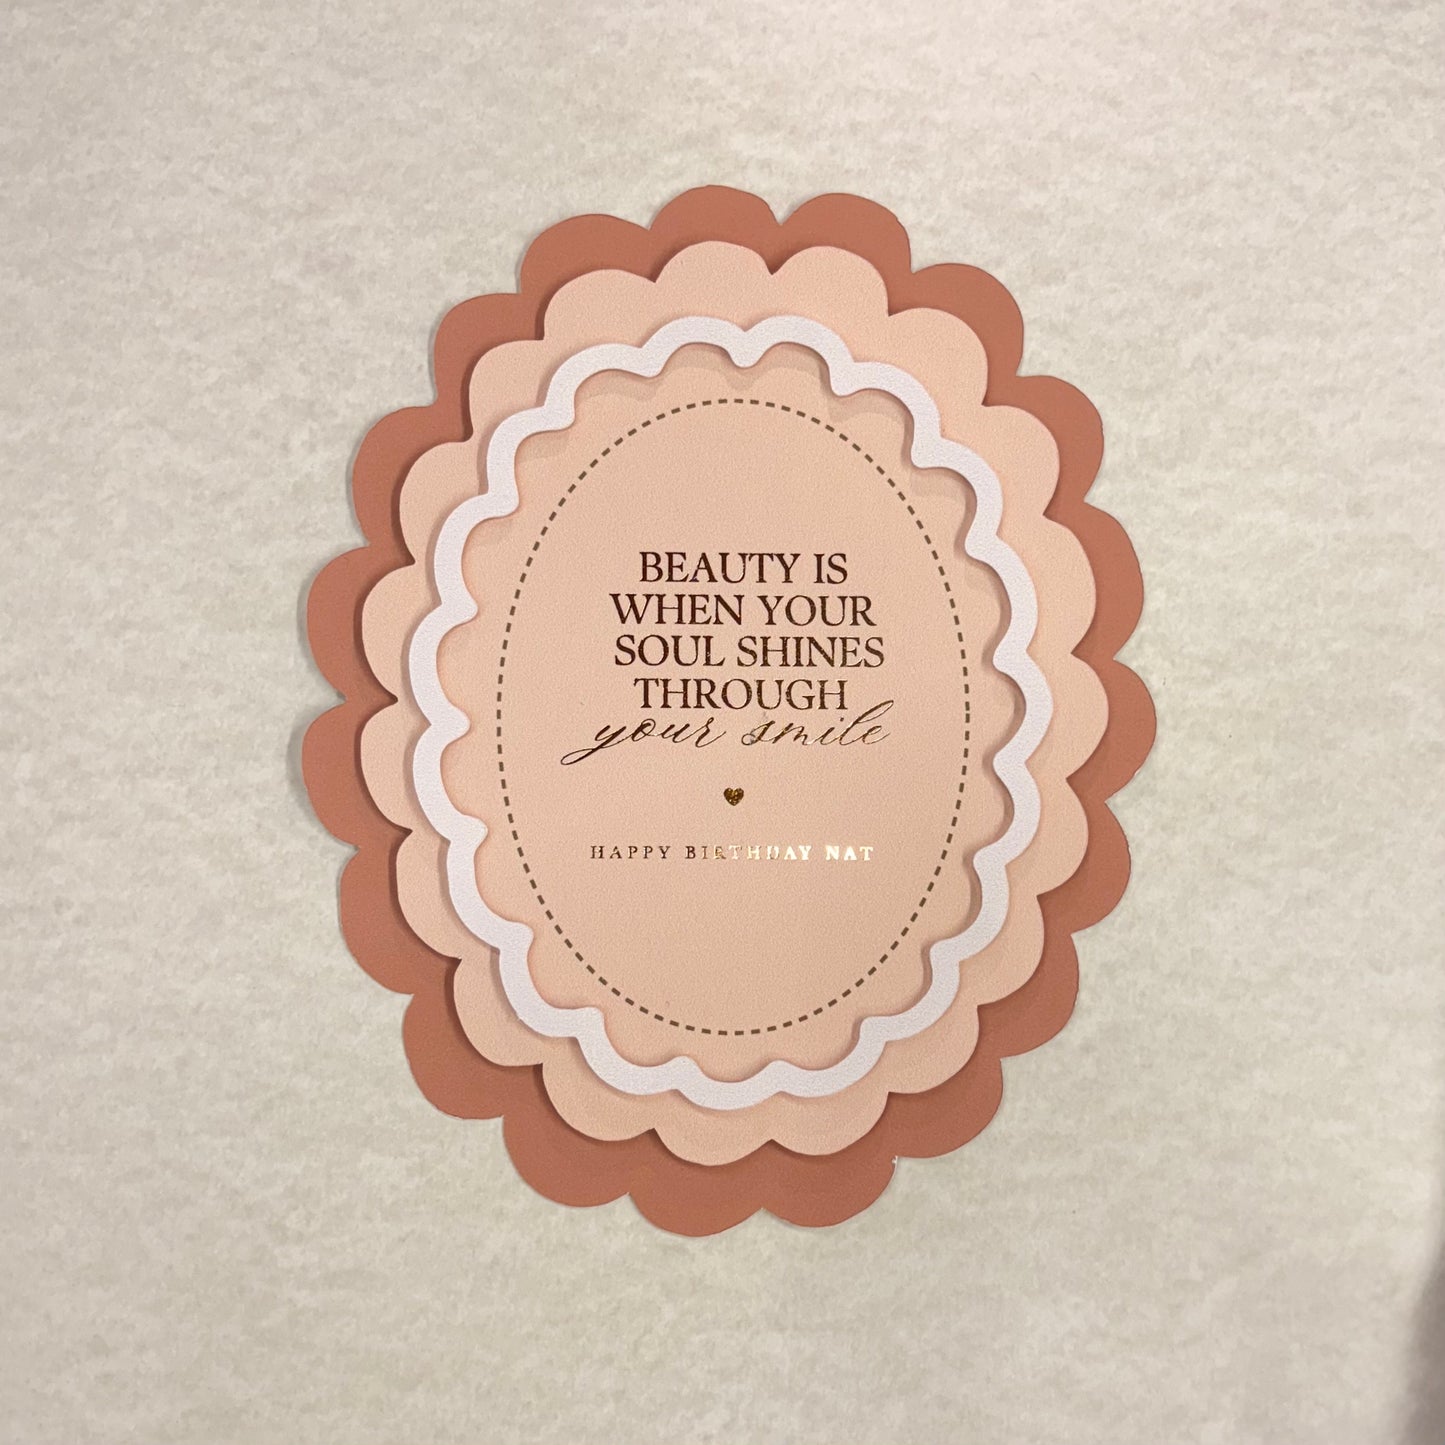 BEAUTY IS
WHEN YOUR
SOUL SHINES
THROUGH
your smile
HAPPY BIRTHDAY NAT